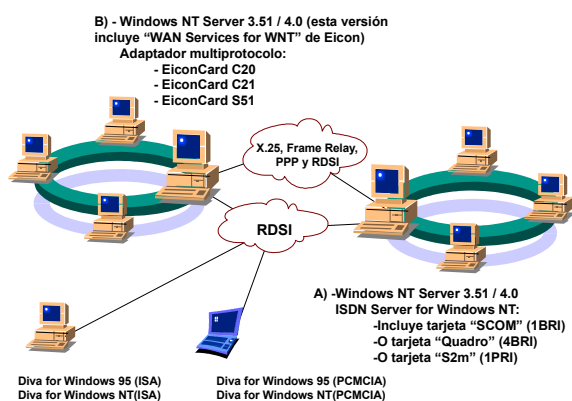 B) - Windows NT Server 3.51 / 4.0 (esta versión
incluye “WAN Services for WNT” de Eicon)
Adaptador multiprotocolo:
- EiconCard C20
- EiconCard C21
- EiconCard S51
X.25, Frame Relay,
PPP y RDSI
RDSI
A) -Windows NT Server 3.51 / 4.0
ISDN Server for Windows NT:
-Incluye tarjeta “SCOM” (1BRI)
-O tarjeta “Quadro” (4BRI)
-O tarjeta “S2m” (1PRI)
Diva for Windows 95 (ISA)
Diva for Windows NT(ISA)
Diva for Windows 95 (PCMCIA)
Diva for Windows NT(PCMCIA)